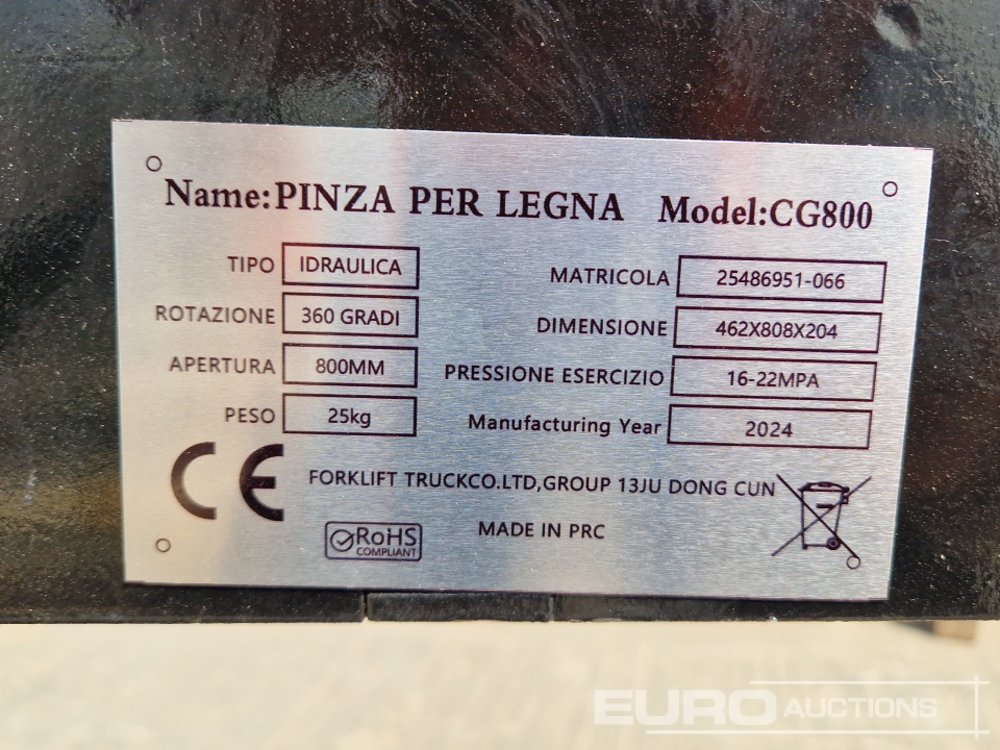 Name:PINZA PER LEGNA Model:CG800
TIPO IDRAULICA
MATRICOLA 25486951-066
ROTAZIONE 360 GRADI
DIMENSIONE 462X808X204
APERTURA 800MM
PRESSIONE ESERCIZIO 16-22MPA
PESO 25kg
Manufacturing Year 2024
CE
FORKLIFT TRUCKCO.LTD,GROUP 13JU DONG CUN
RoHS
COMPLIANT
MADE IN PRC
EURO AUCTIONS